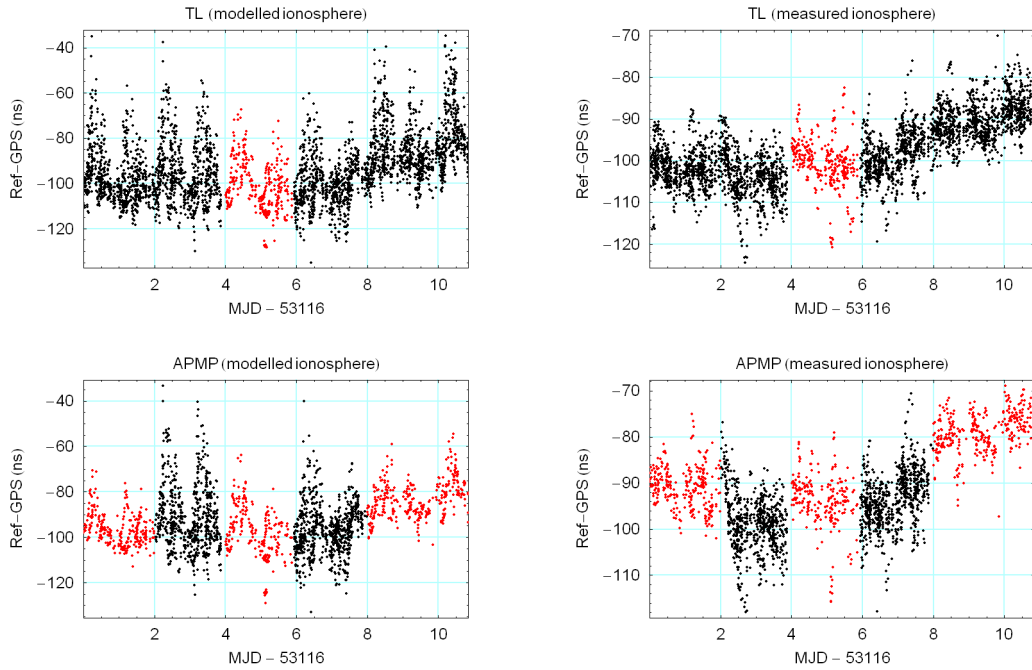 TL (modelled ionosphere)
Ref−GPS (ns)
−40
−60
−80
−100
−120
2 4 6 8 10
MJD − 53116
TL (measured ionosphere)
Ref−GPS (ns)
−70
−80
−90
−100
−110
−120
2 4 6 8 10
MJD − 53116
APMP (modelled ionosphere)
Ref−GPS (ns)
−40
−60
−80
−100
−120
2 4 6 8 10
MJD − 53116
APMP (measured ionosphere)
Ref−GPS (ns)
−70
−80
−90
−100
−110
2 4 6 8 10
MJD − 53116